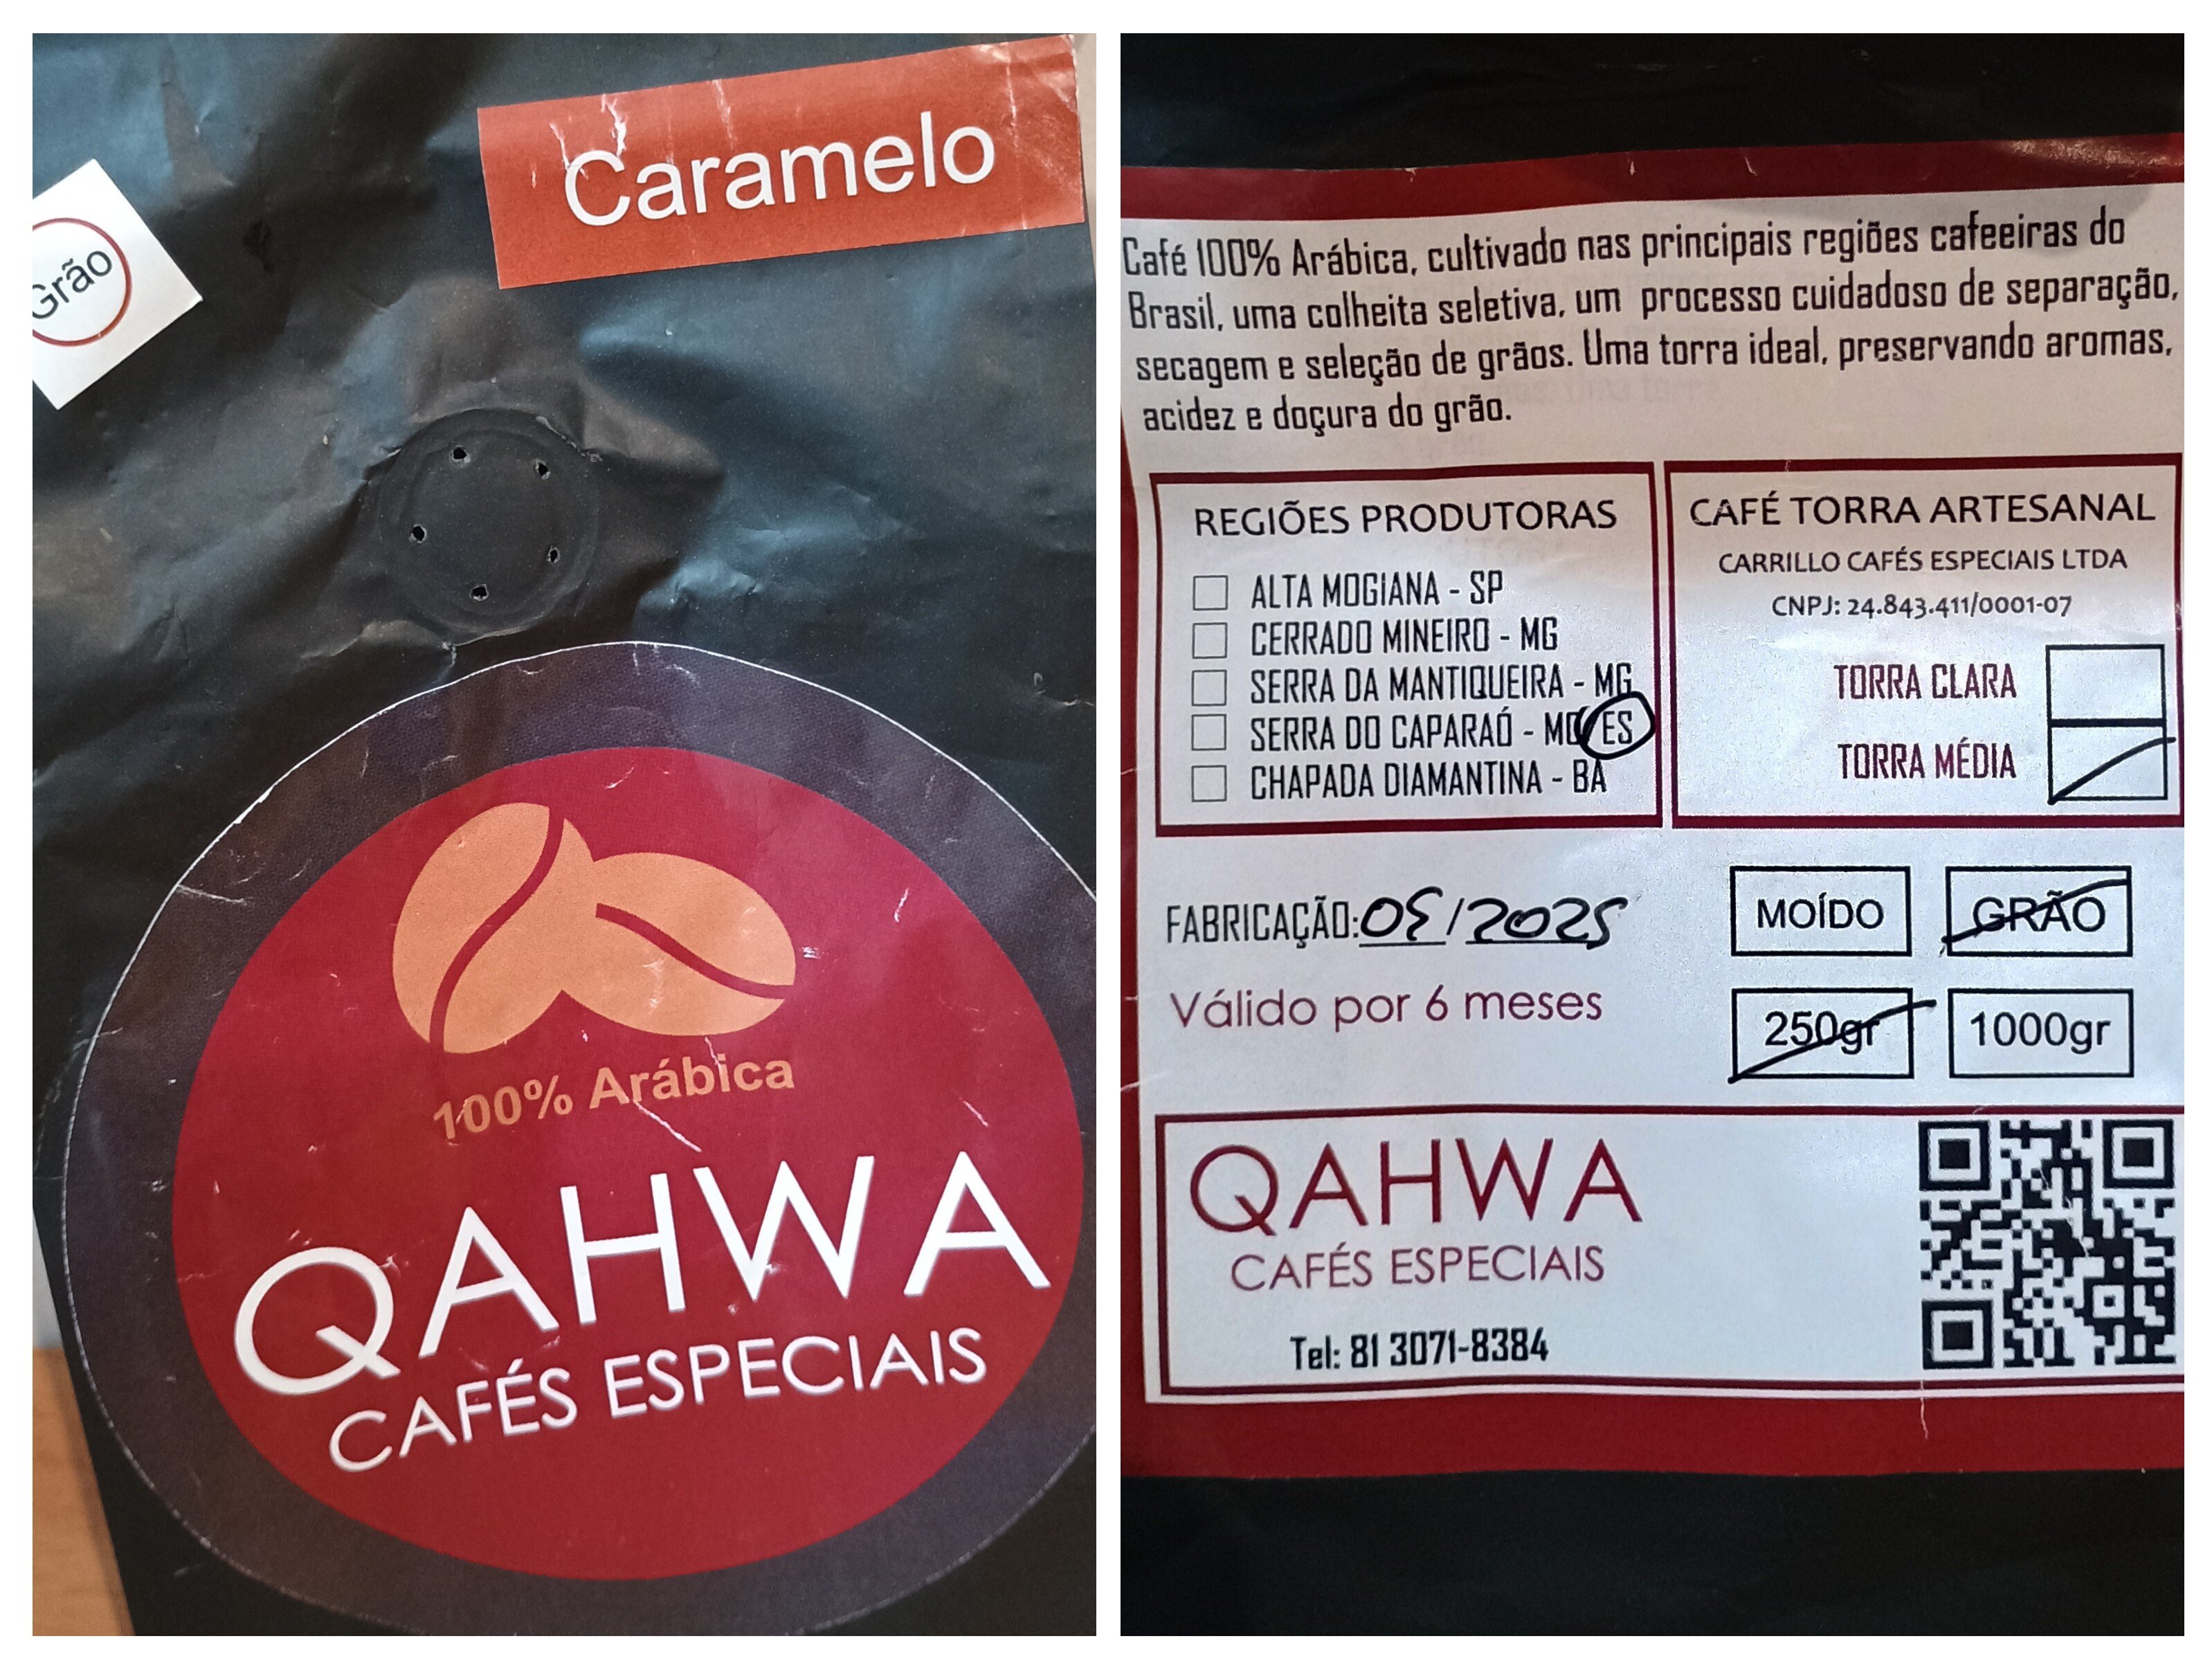 Caramelo
Grão
100% Arábica
QAHWA
CAFÉS ESPECIAIS
Café 100% Arábica, cultivado nas principais regiões cafeeiras do
Brasil, uma colheita seletiva, um processo cuidadoso de separação,
secagem e seleção de grãos. Uma torra ideal, preservando aromas,
acidez e doçura do grão.
REGIÕES PRODUTORAS
ALTA MOGIANA - SP
CERRADO MINEIRO - MG
SERRA DA MANTIQUEIRA - MG
SERRA DO CAPARAÓ - MG/ES
CHAPADA DIAMANTINA - BA
CAFÉ TORRA ARTESANAL
CARRILLO CAFÉS ESPECIAIS LTDA
CNPJ: 24.843.411/0001-07
TORRA CLARA
TORRA MÉDIA
FABRICAÇÃO: 05/2025
Válido por 6 meses
MOÍDO
GRÃO
250gr
1000gr
QAHWA
CAFÉS ESPECIAIS
Tel: 81 3071-8384